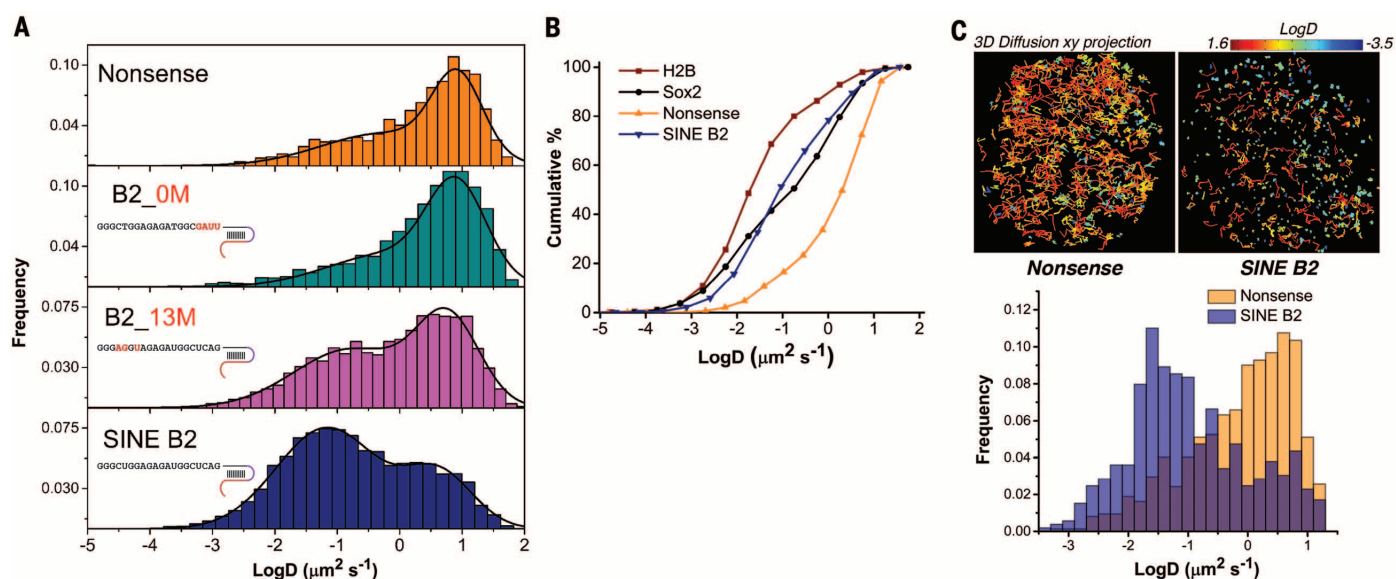 A
Nonsense
0.10
0.04
B2_0M
GGGCTGGAGAGATGGCGAUU
0.10
0.04
B2_13M
GGGAGGUAGAGAUGGCUCAG
0.075
0.030
SINE B2
GGGCUGGAGAGAUGGCUCAG
0.075
0.030
Frequency
-5 -4 -3 -2 -1 0 1 2
LogD (μm² s⁻¹)
B
H2B
Sox2
Nonsense
SINE B2
100
80
60
40
20
0
Cumulative %
-5 -4 -3 -2 -1 0 1 2
LogD (μm² s⁻¹)
C
3D Diffusion xy projection
LogD
1.6 -3.5
Nonsense SINE B2
Nonsense
SINE B2
0.12
0.10
0.08
0.06
0.04
0.02
0.00
Frequency
-3 -2 -1 0 1
LogD (μm² s⁻¹)